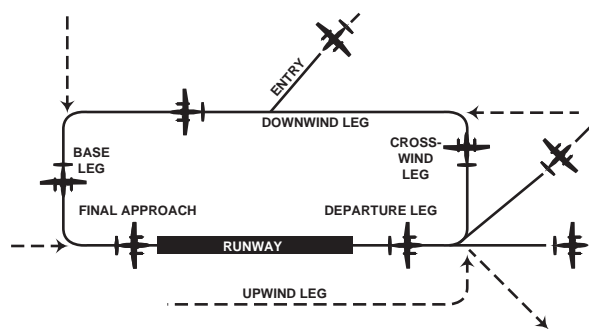 ENTRY
DOWNWIND LEG
CROSS-
WIND
LEG
BASE
LEG
FINAL APPROACH
DEPARTURE LEG
RUNWAY
UPWIND LEG